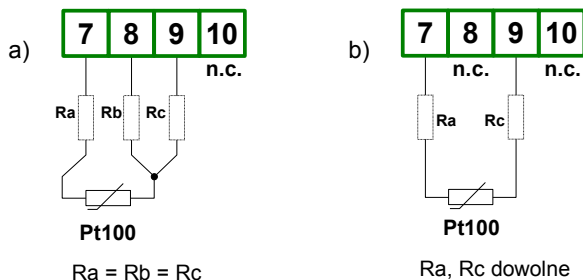 a)
7 8 9 10
n.c.
Ra Rb Rc
Pt100
Ra = Rb = Rc
b)
7 8 9 10
n.c. n.c.
Ra Rc
Pt100
Ra, Rc dowolne